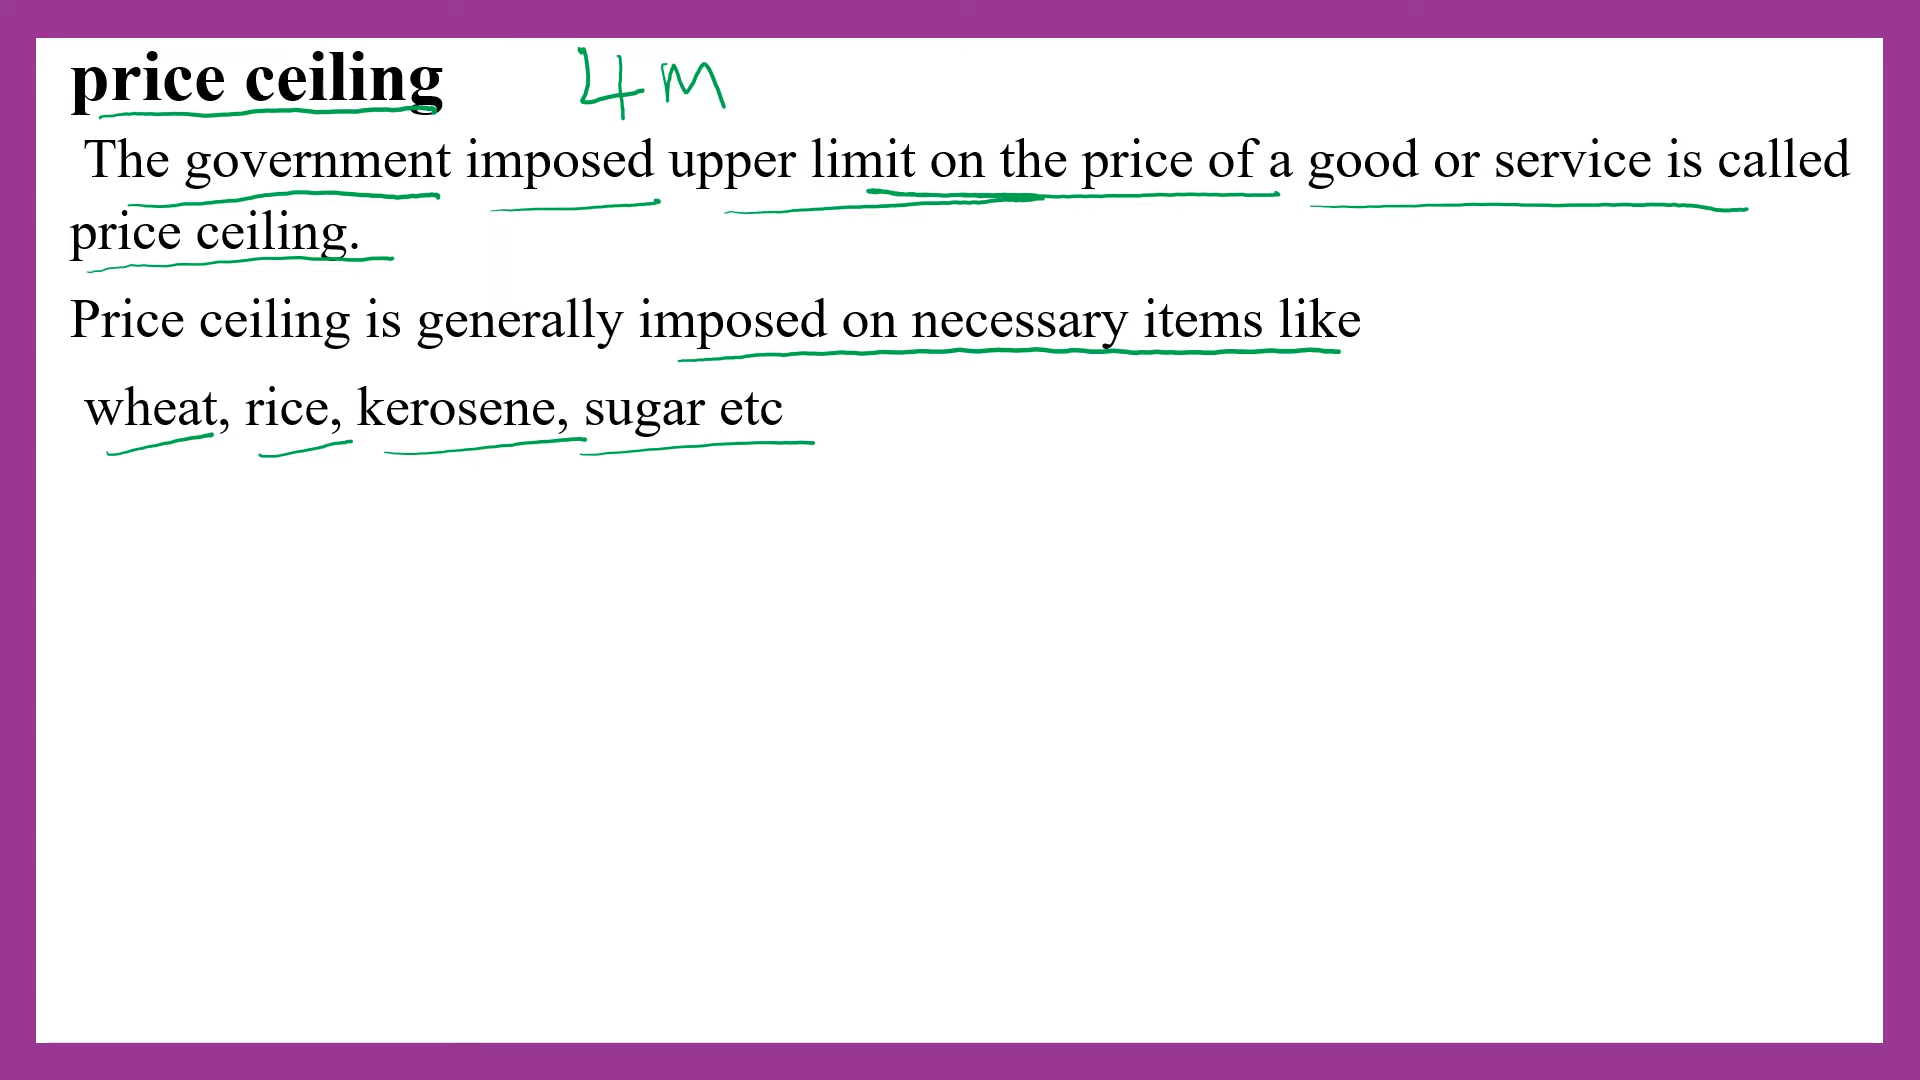 price ceiling 4 M
The government imposed upper limit on the price of a good or service is called
price ceiling.
Price ceiling is generally imposed on necessary items like
wheat, rice, kerosene, sugar etc